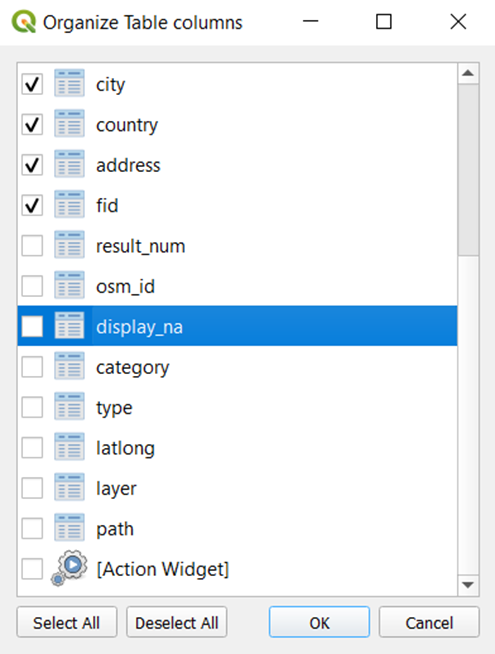 Organize Table columns
city
country
address
fid
result_num
osm_id
display_na
category
type
latlong
layer
path
[Action Widget]
Select All Deselect All OK Cancel